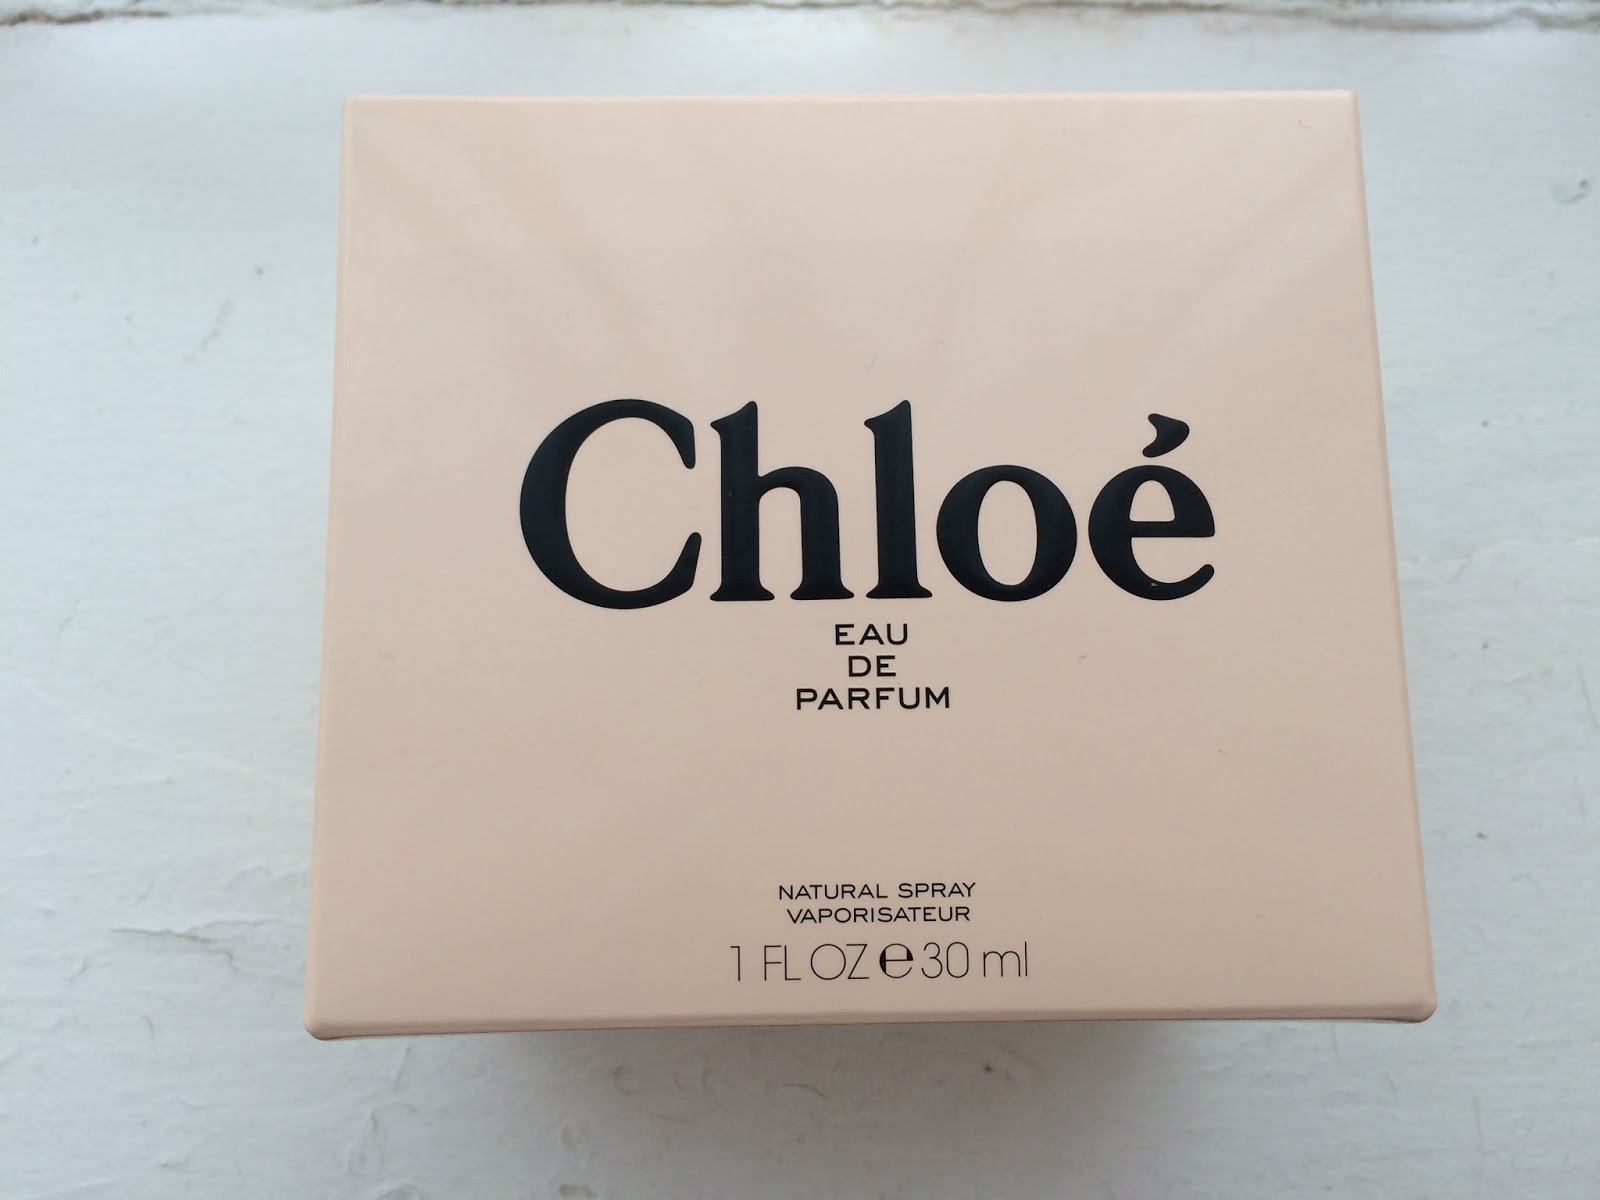 Chloé
EAU
DE
PARFUM
NATURAL SPRAY
VAPORISATEUR
1 FL OZ ℮ 30 ml